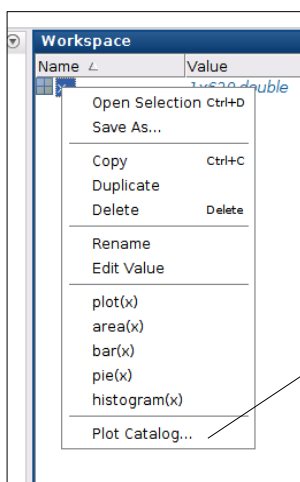 Workspace
Name Value
x 1x629 double
Open Selection Ctrl+D
Save As...
Copy Ctrl+C
Duplicate
Delete Delete
Rename
Edit Value
plot(x)
area(x)
bar(x)
pie(x)
histogram(x)
Plot Catalog...